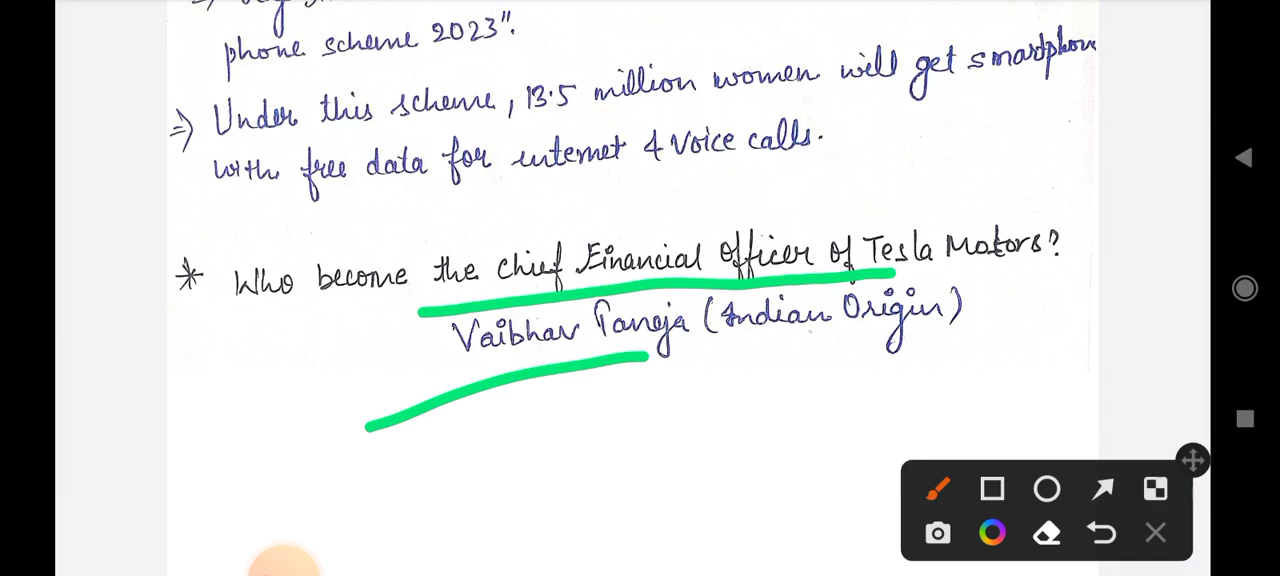 phone scheme 2023".
⇒ Under this scheme, 13.5 million women will get smartphone
with free data for internet & Voice calls.
* Who become the Chief Financial Officer of Tesla Motors?
Vaibhav Taneja (Indian Origin)